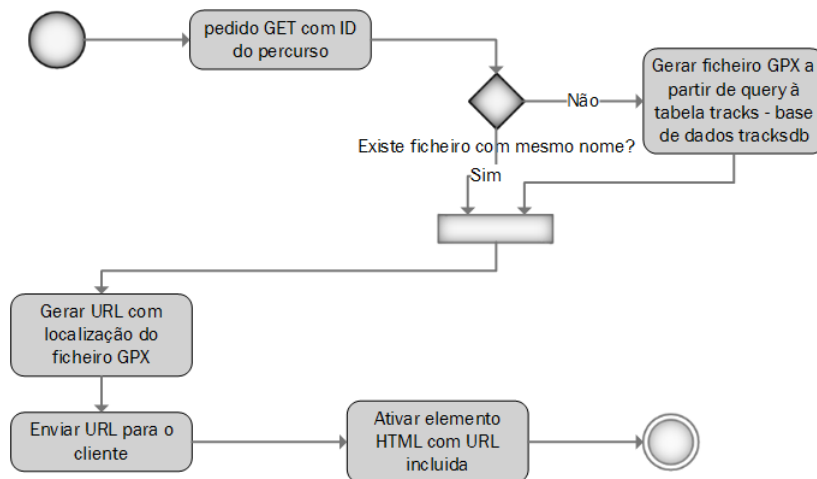 pedido GET com ID
do percurso
Não
Gerar ficheiro GPX a
partir de query à
tabela tracks - base
de dados tracksdb
Existe ficheiro com mesmo nome?
Sim
Gerar URL com
localização do
ficheiro GPX
Enviar URL para o
cliente
Ativar elemento
HTML com URL
incluida